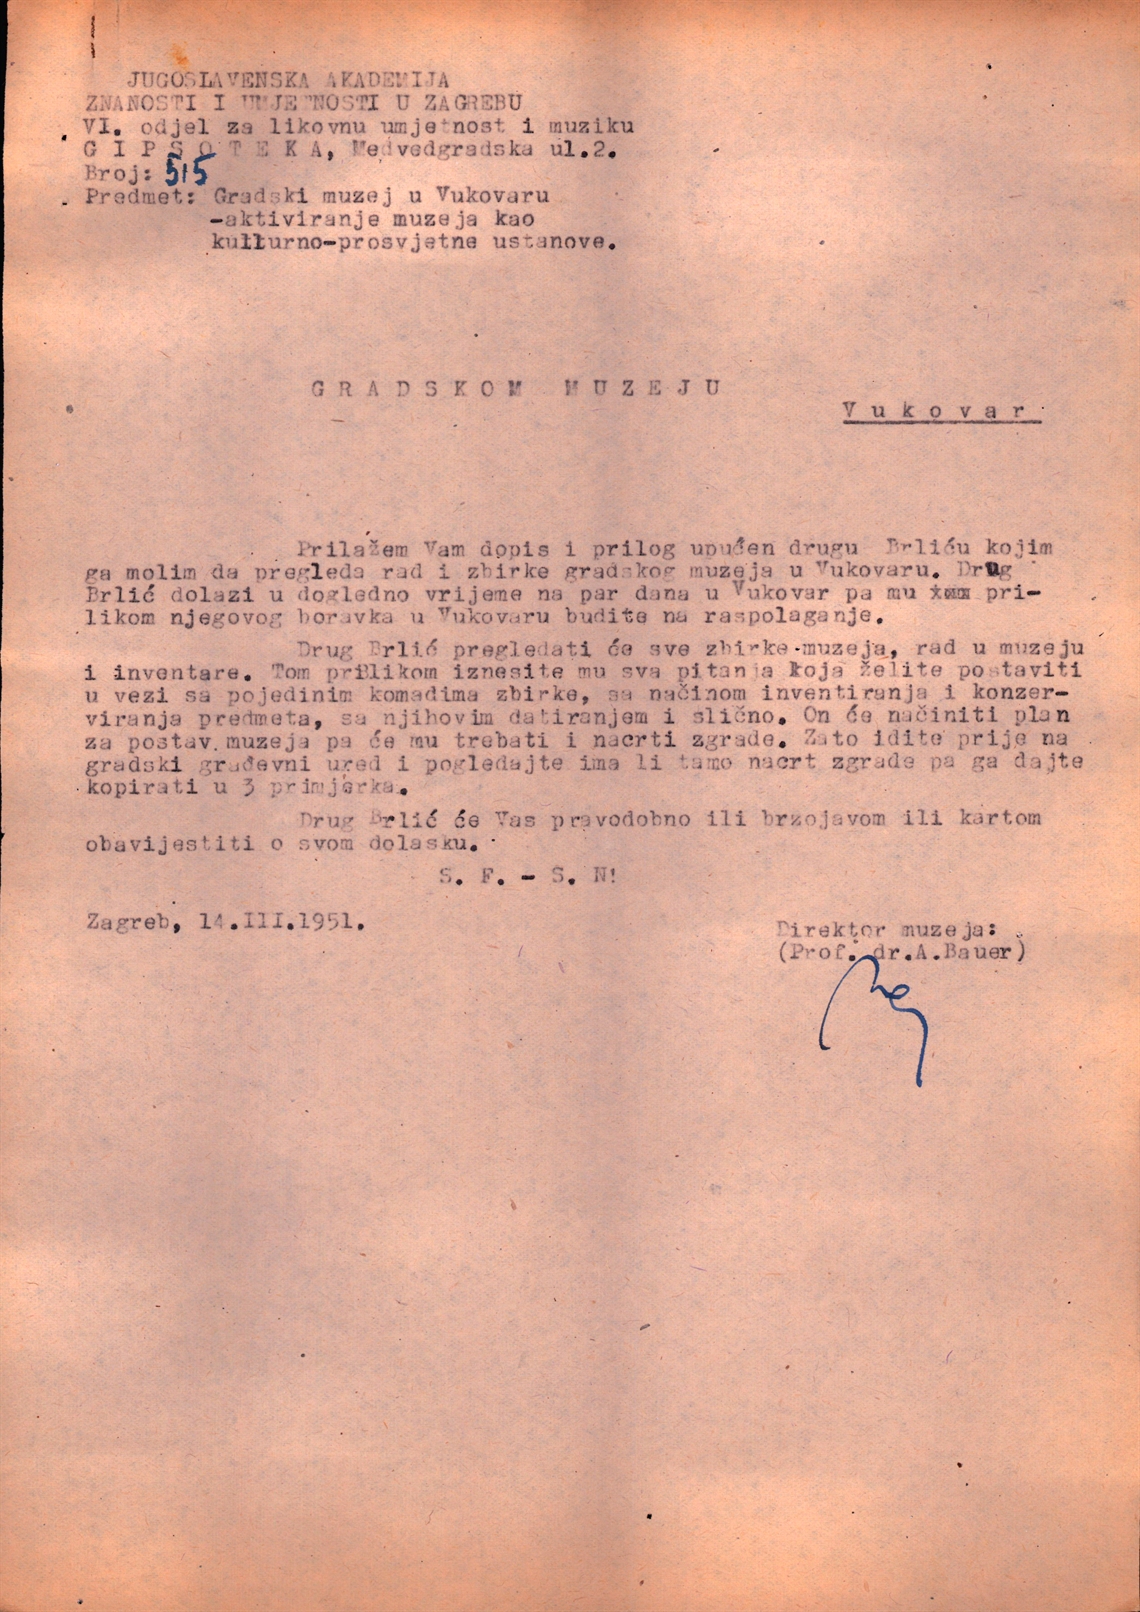 JUGOSLAVENSKA AKADEMIJA
ZNANOSTI I UMJETNOSTI U ZAGREBU
VI. odjel za likovnu umjetnost i muziku
G I P S O T E K A, Medvedgradska ul.2.
Broj: 515
Predmet: Gradski muzej u Vukovaru
-aktiviranje muzeja kao
kulturno-prosvjetne ustanove.
G R A D S K O M   M U Z E J U
V u k o v a r
Prilažem Vam dopis i prilog upućen drugu Brliću kojim
ga molim da pregleda rad i zbirke gradskog muzeja u Vukovaru. Drug
Brlić dolazi u dogledno vrijeme na par dana u Vukovar pa mu pri-
likom njegovog boravka u Vukovaru budite na raspolaganje.
Drug Brlić pregledati će sve zbirke muzeja, rad u muzeju
i inventare. Tom prilikom iznesite mu sva pitanja koja želite postaviti
u vezi sa pojedinim komadima zbirke, sa načinom inventiranja i konzer-
viranja predmeta, sa njihovim datiranjem i slično. On će načiniti plan
za postav muzeja pa će mu trebati i nacrti zgrade. Zato idite prije na
gradski građevni ured i pogledajte ima li tamo nacrt zgrade pa ga dajte
kopirati u 3 primjerka.
Drug Brlić će Vas pravodobno ili brzojavom ili kartom
obavijestiti o svom dolasku.
S. F. - S. N!
Zagreb, 14.III.1951.
Direktor muzeja:
(Prof. dr.A.Bauer)